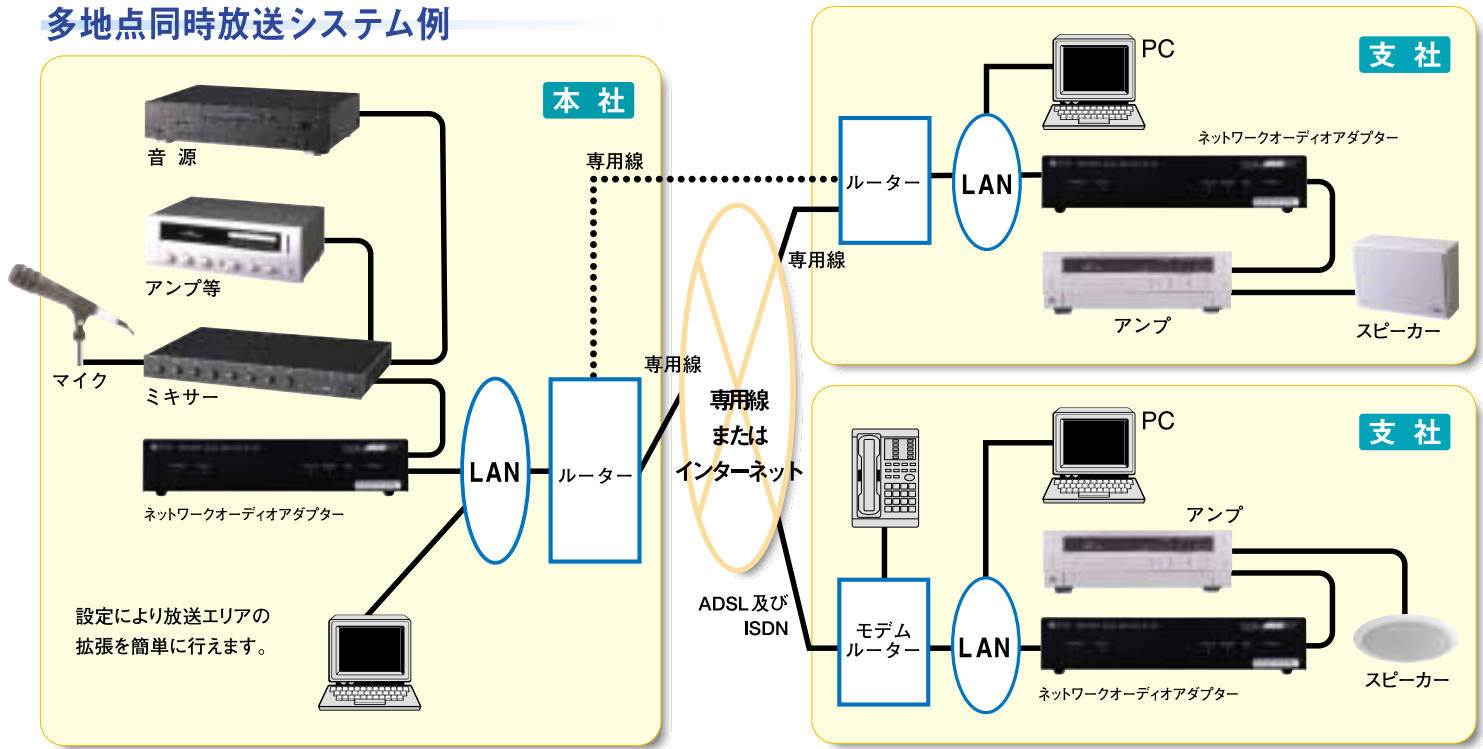 多地点同時放送システム例
本 社
音 源
アンプ等
マイク
ミキサー
ネットワークオーディオアダプター
LAN
ルーター
設定により放送エリアの
拡張を簡単に行えます。
専用線
専用線
専用線
専用線
または
インターネット
ADSL及び
ISDN
支 社
PC
ネットワークオーディオアダプター
ルーター
LAN
アンプ
スピーカー
支 社
PC
アンプ
モデム
ルーター
LAN
ネットワークオーディオアダプター
スピーカー